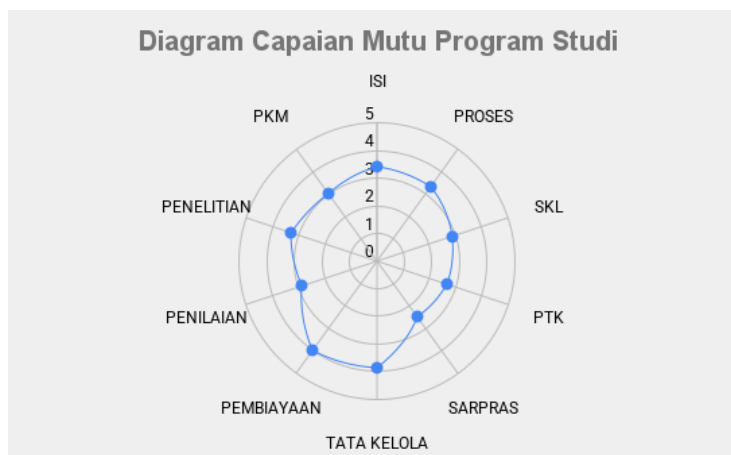 Diagram Capaian Mutu Program Studi
ISI
PKM
PROSES
5
4
3
2
1
0
PENELITIAN
SKL
PENILAIAN
PTK
PEMBIAYAAN
SARPRAS
TATA KELOLA